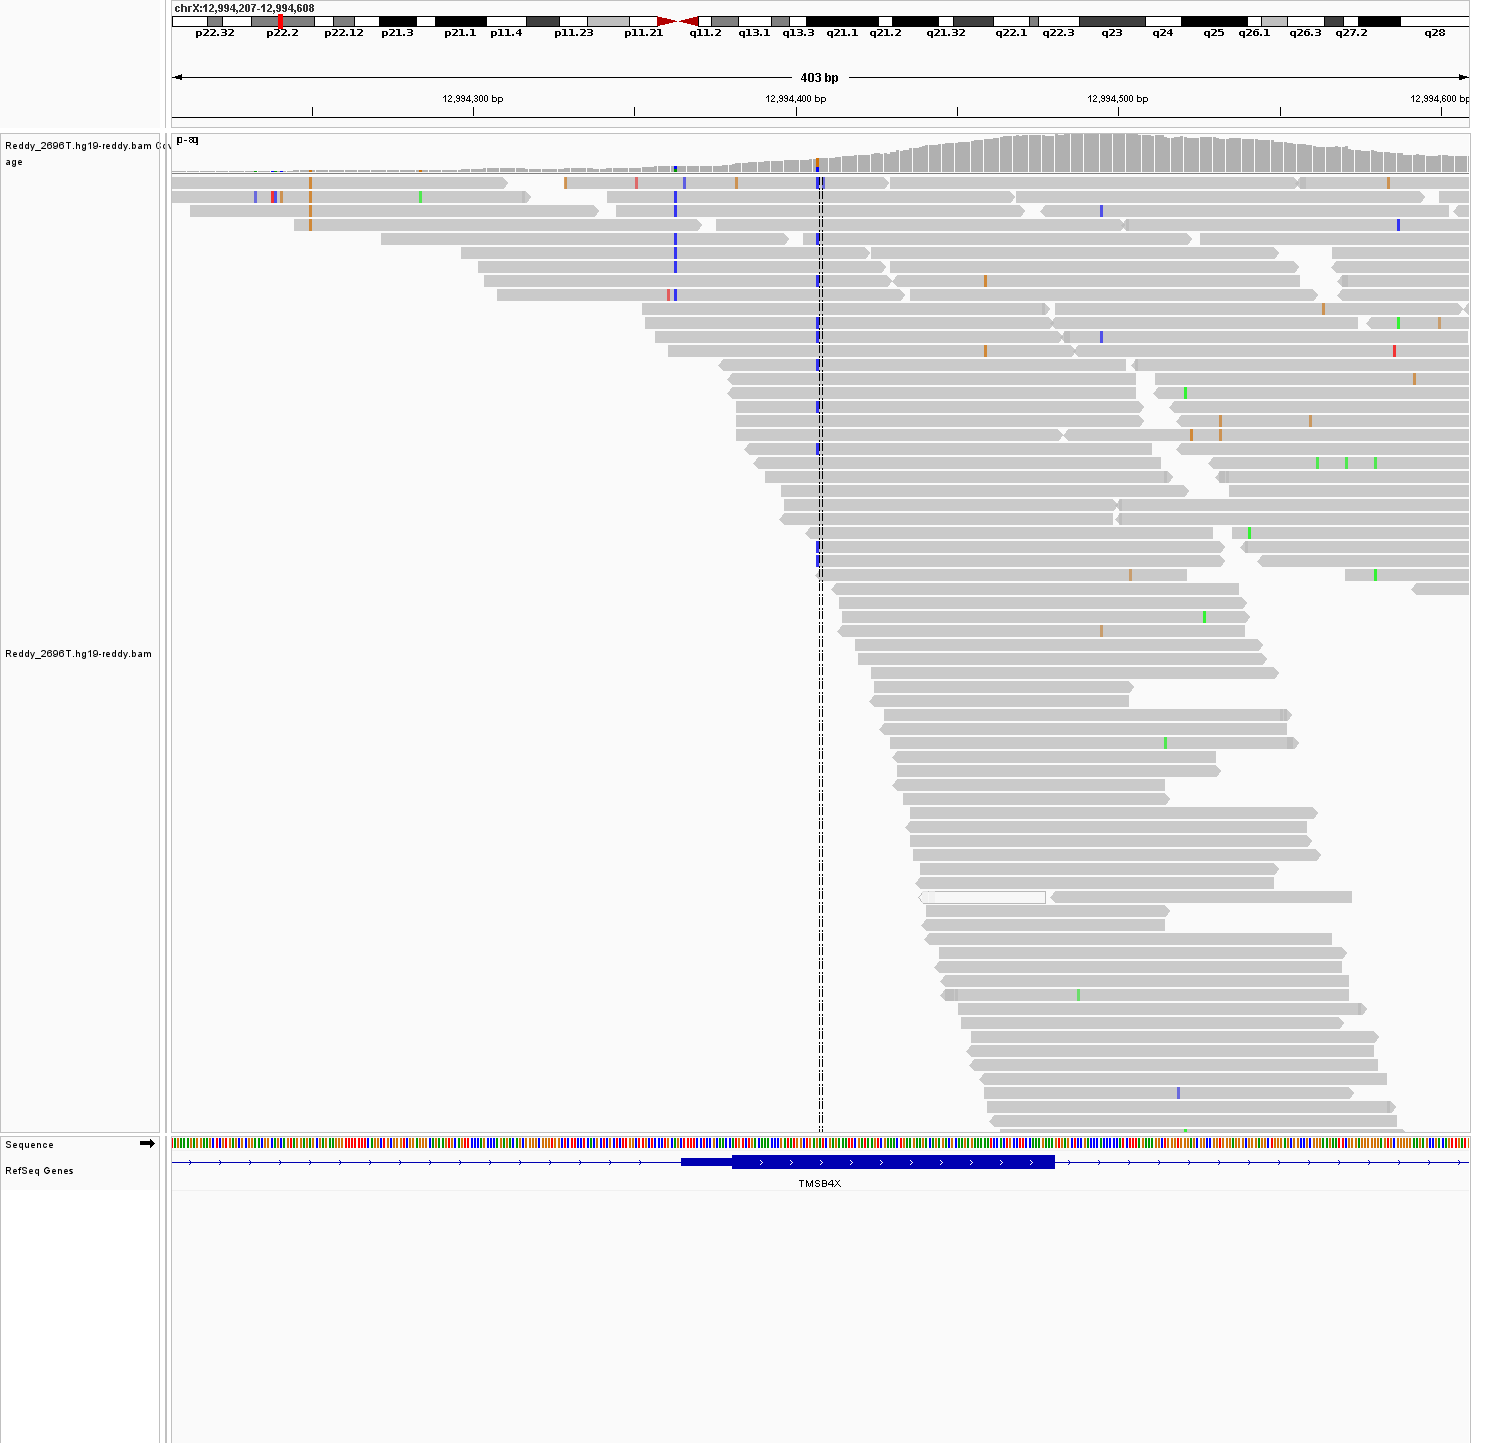 chrX:12,994,207-12,994,608
p22.32 p22.2 p22.12 p21.3 p21.1 p11.4 p11.23 p11.21 q11.2 q13.1 q13.3 q21.1 q21.2 q21.32 q22.1 q22.3 q23 q24 q25 q26.1 q26.3 q27.2 q28
403 bp
12,994,300 bp 12,994,400 bp 12,994,500 bp 12,994,600 bp
Reddy_2696T.hg19-reddy.bam Cov
age
[0 - 80]
Reddy_2696T.hg19-reddy.bam
Sequence
RefSeq Genes
TMSB4X